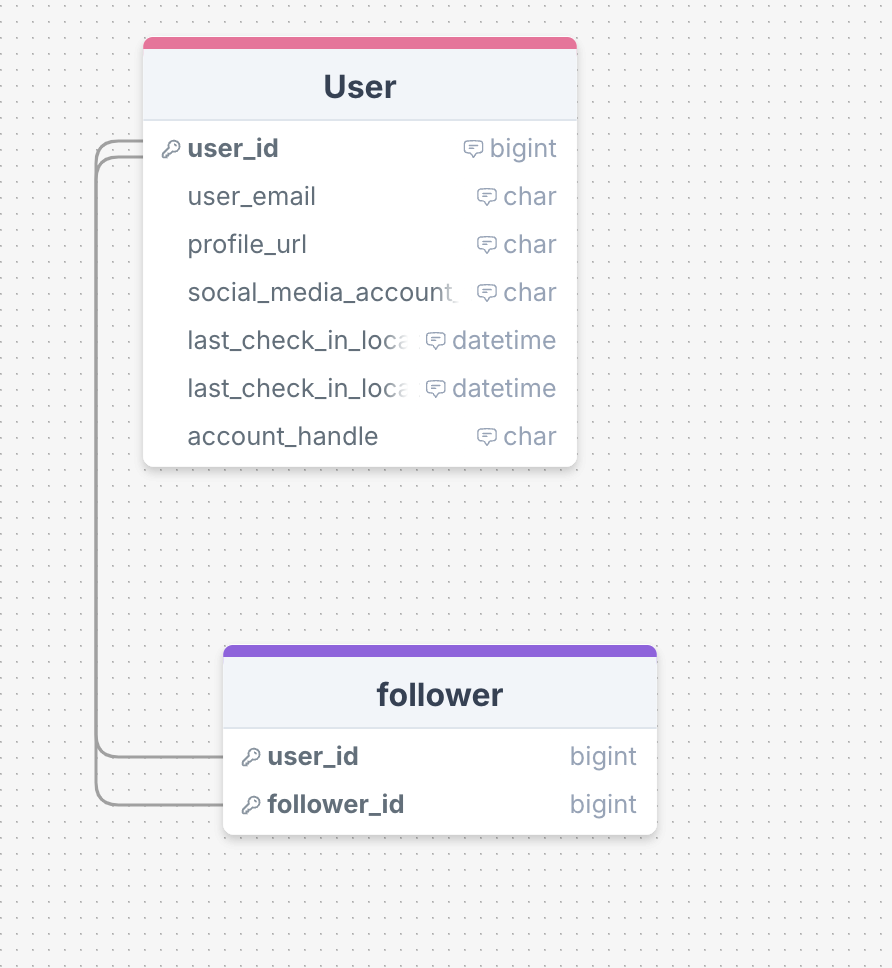 User
user_id bigint
user_email char
profile_url char
social_media_account_ char
last_check_in_loca datetime
last_check_in_loca datetime
account_handle char
follower
user_id bigint
follower_id bigint